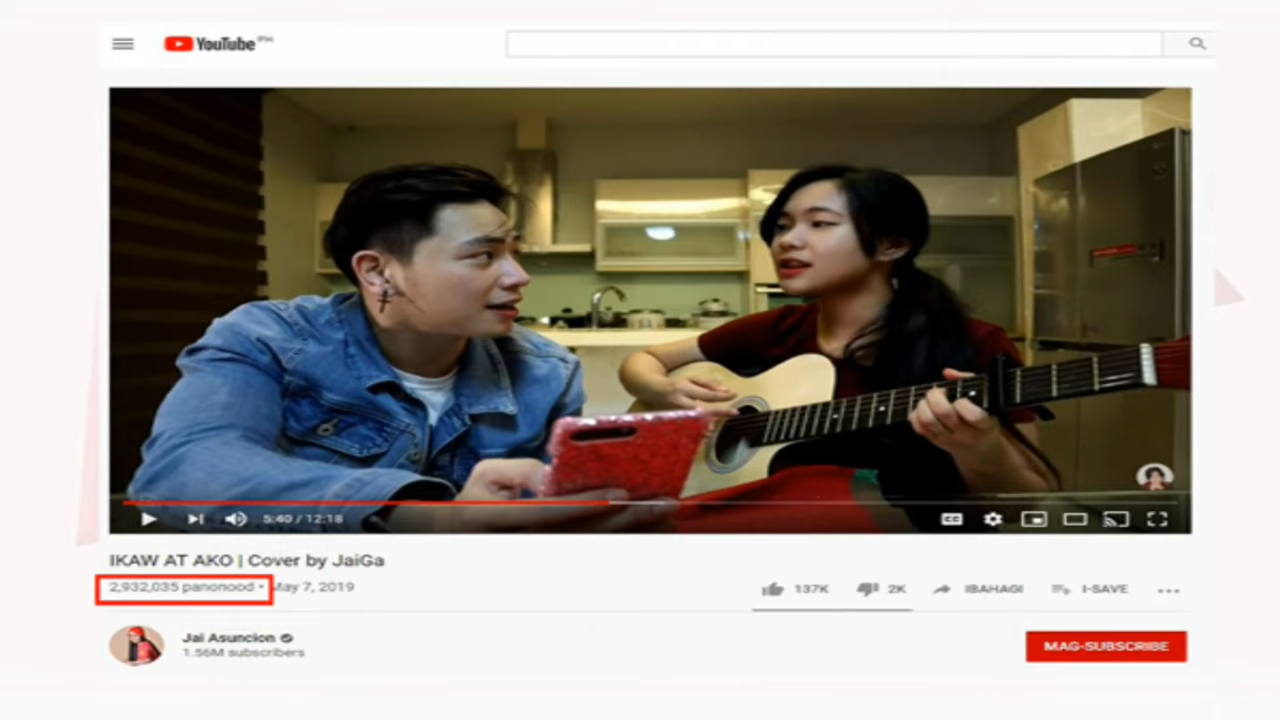 YouTube PH
5:40 / 12:18
IKAW AT AKO | Cover by JaiGa
2,932,035 panonood • May 7, 2019
137K 2K IBAHAGI I-SAVE
Jai Asuncion
1.56M subscribers
MAG-SUBSCRIBE